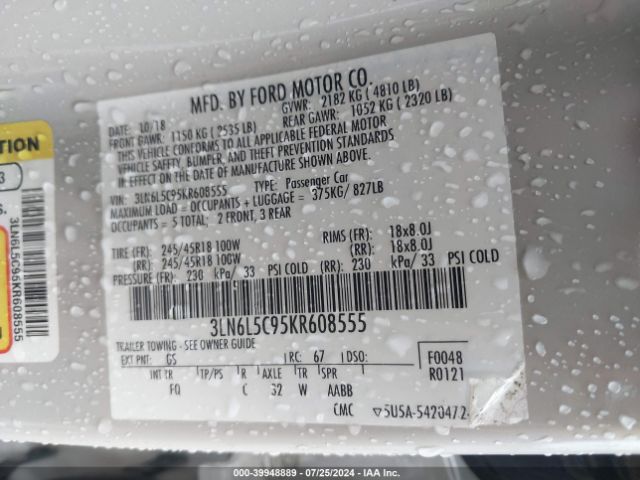 MFD. BY FORD MOTOR CO.
DATE: 10/18 GVWR: 2182 KG ( 4810 LB)
FRONT GAWR: 1150 KG ( 2535 LB) REAR GAWR: 1052 KG ( 2320 LB)
THIS VEHICLE CONFORMS TO ALL APPLICABLE FEDERAL MOTOR
VEHICLE SAFETY, BUMPER, AND THEFT PREVENTION STANDARDS
IN EFFECT ON THE DATE OF MANUFACTURE SHOWN ABOVE.
VIN: 3LN6L5C95KR608555 TYPE: Passenger Car
MAXIMUM LOAD = OCCUPANTS + LUGGAGE = 375KG/ 827LB
OCCUPANTS = 5 TOTAL; 2 FRONT, 3 REAR
TIRE (FR): 245/45R18 100W RIMS (FR): 18x8.0J
(RR): 245/45R18 100W (RR): 18x8.0J
PRESSURE (FR): 230 kPa/ 33 PSI COLD (RR): 230 kPa/ 33 PSI COLD
3LN6L5C95KR608555
TRAILER TOWING - SEE OWNER GUIDE
EXT PNT: GS RC: 67 DSO: F0048
INT TR TP/PS R AXLE TR SPR R0121
FQ C 32 W AABB
CMC 5U5A-5420472-
3
S.
3LN6L5C95KR608555
000-39948889 - 07/25/2024 - IAA Inc.